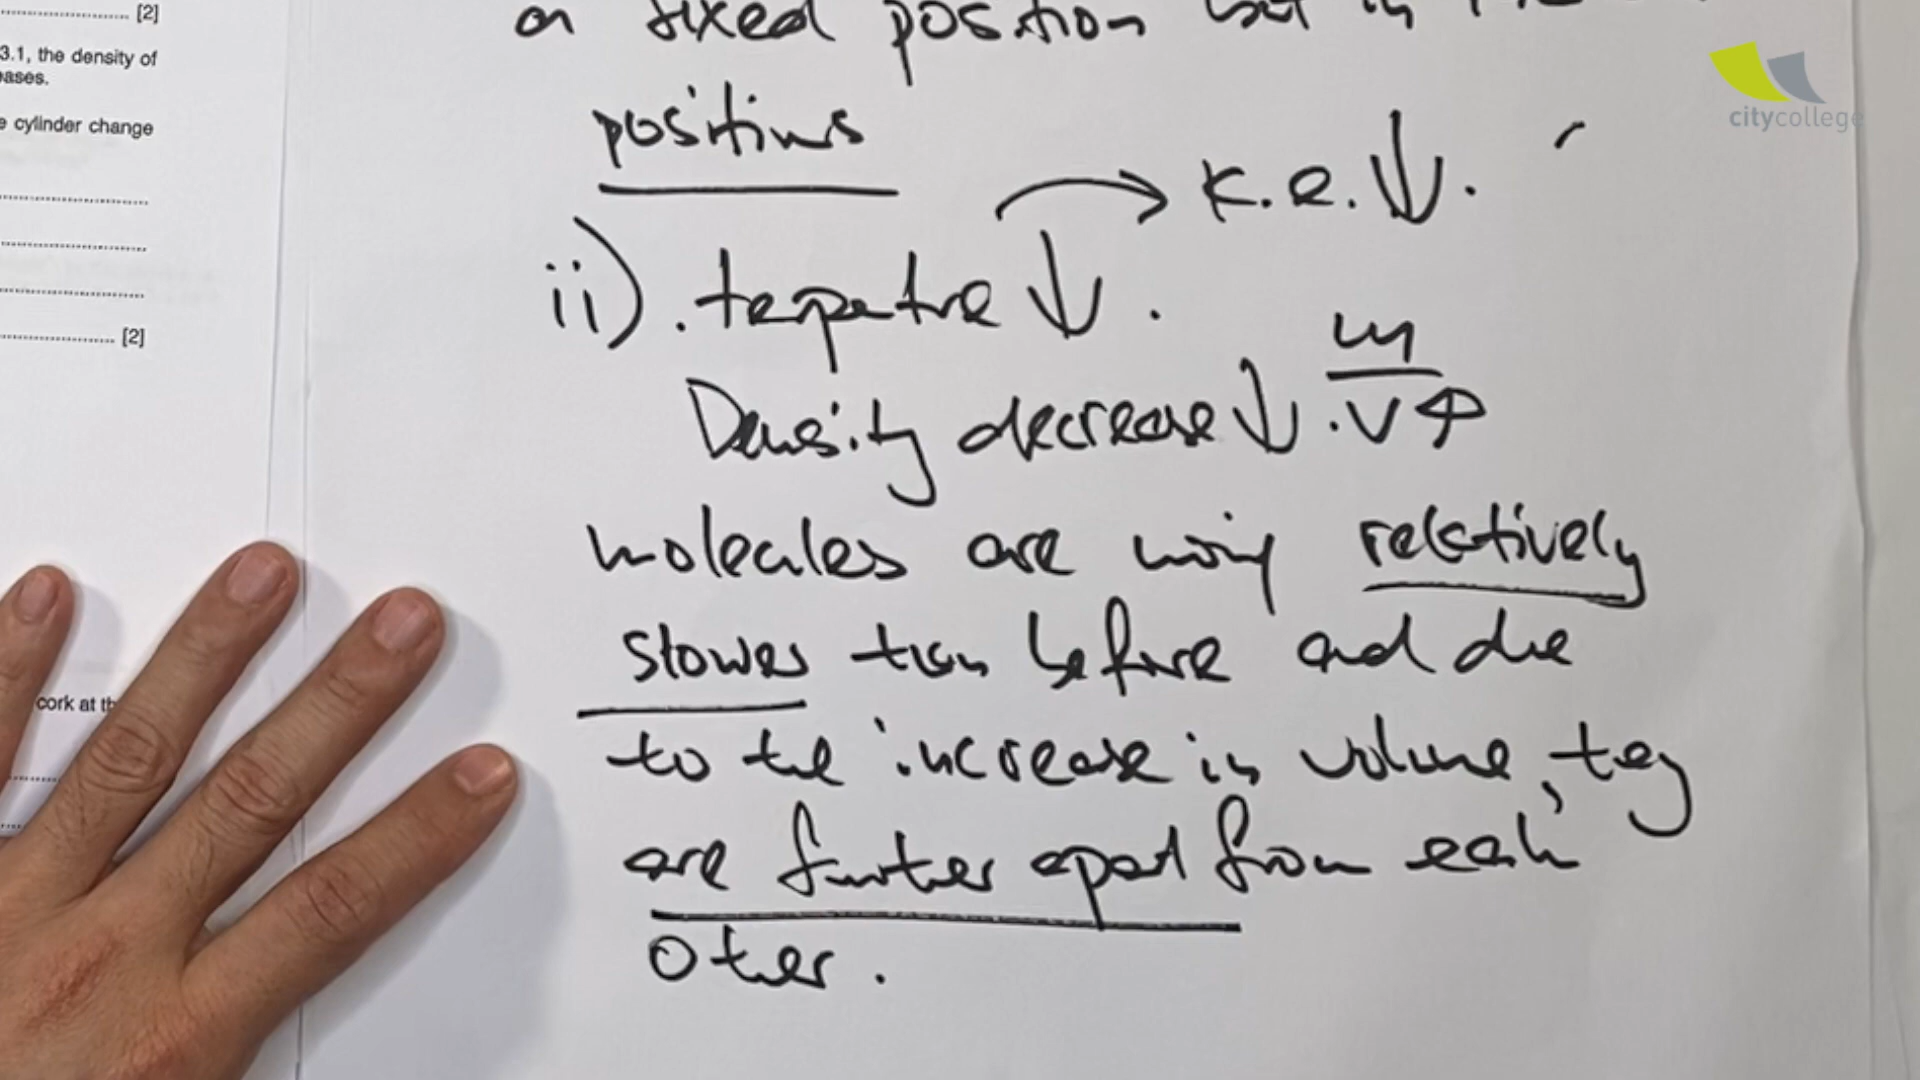 [2]
3.1, the density of
eases.
e cylinder change
[2]
cork at th
citycollege
a fixed position but in
positions
K.e. ↓.
ii). temperature ↓.
m
Density decrease ↓. V ↑
molecules are moving relatively
slower than before and due
to the increase in volume, they
are further apart from each
other.